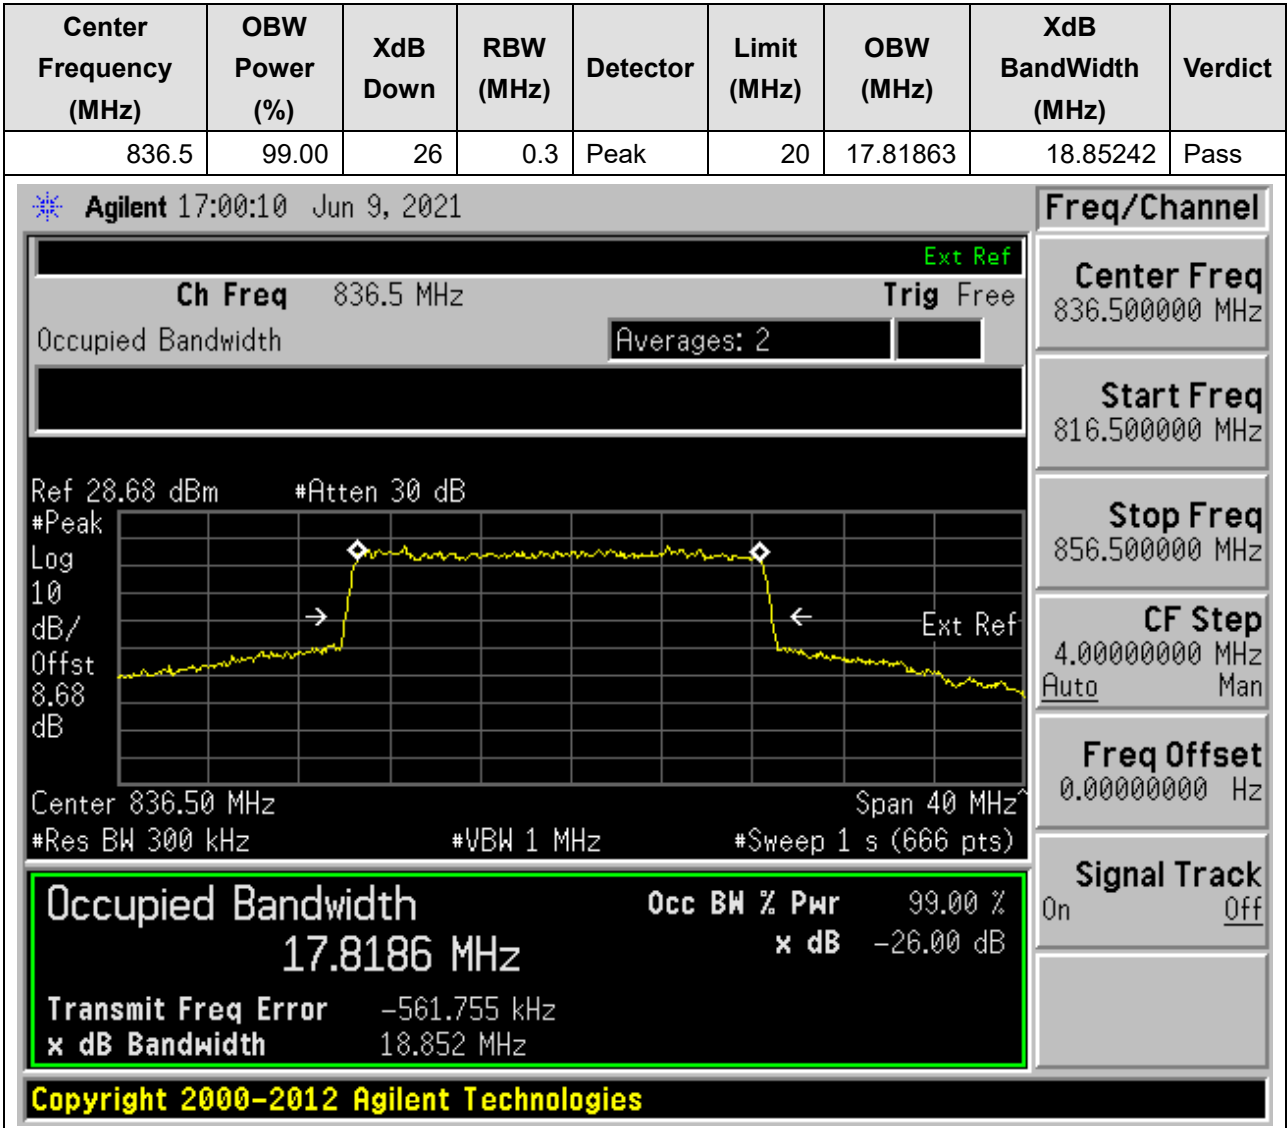 Center Frequency (MHz) OBW Power (%) XdB Down RBW (MHz) Detector Limit (MHz) OBW (MHz) XdB BandWidth (MHz) Verdict
836.5 99.00 26 0.3 Peak 20 17.81863 18.85242 Pass
Agilent 17:00:10 Jun 9, 2021
Freq/Channel
Ext Ref
Ch Freq 836.5 MHz Trig Free
Occupied Bandwidth Averages: 2
Ref 28.68 dBm #Atten 30 dB
#Peak
Log
10
dB/
Offst
8.68
dB
Ext Ref
Center 836.50 MHz Span 40 MHz^
#Res BW 300 kHz #VBW 1 MHz #Sweep 1 s (666 pts)
Occupied Bandwidth Occ BW % Pwr 99.00 %
17.8186 MHz x dB -26.00 dB
Transmit Freq Error -561.755 kHz
x dB Bandwidth 18.852 MHz
Center Freq
836.500000 MHz
Start Freq
816.500000 MHz
Stop Freq
856.500000 MHz
CF Step
4.00000000 MHz
Auto Man
Freq Offset
0.00000000 Hz
Signal Track
On Off
Copyright 2000-2012 Agilent Technologies